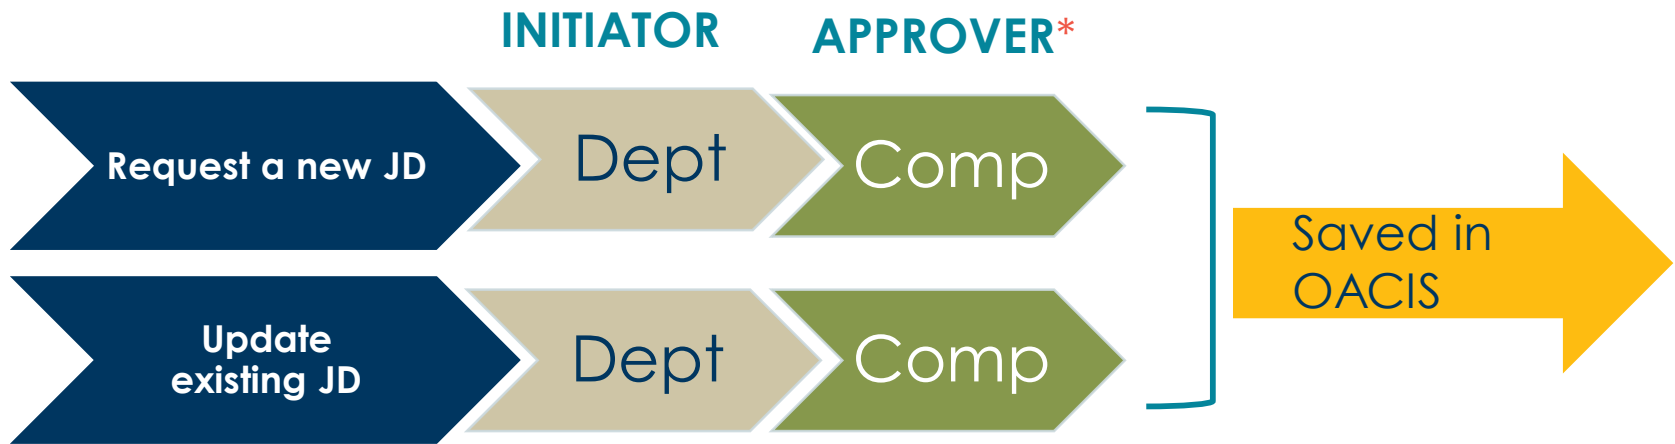 INITIATOR
APPROVER*
Request a new JD
Dept
Comp
Update
existing JD
Dept
Comp
Saved in
OACIS